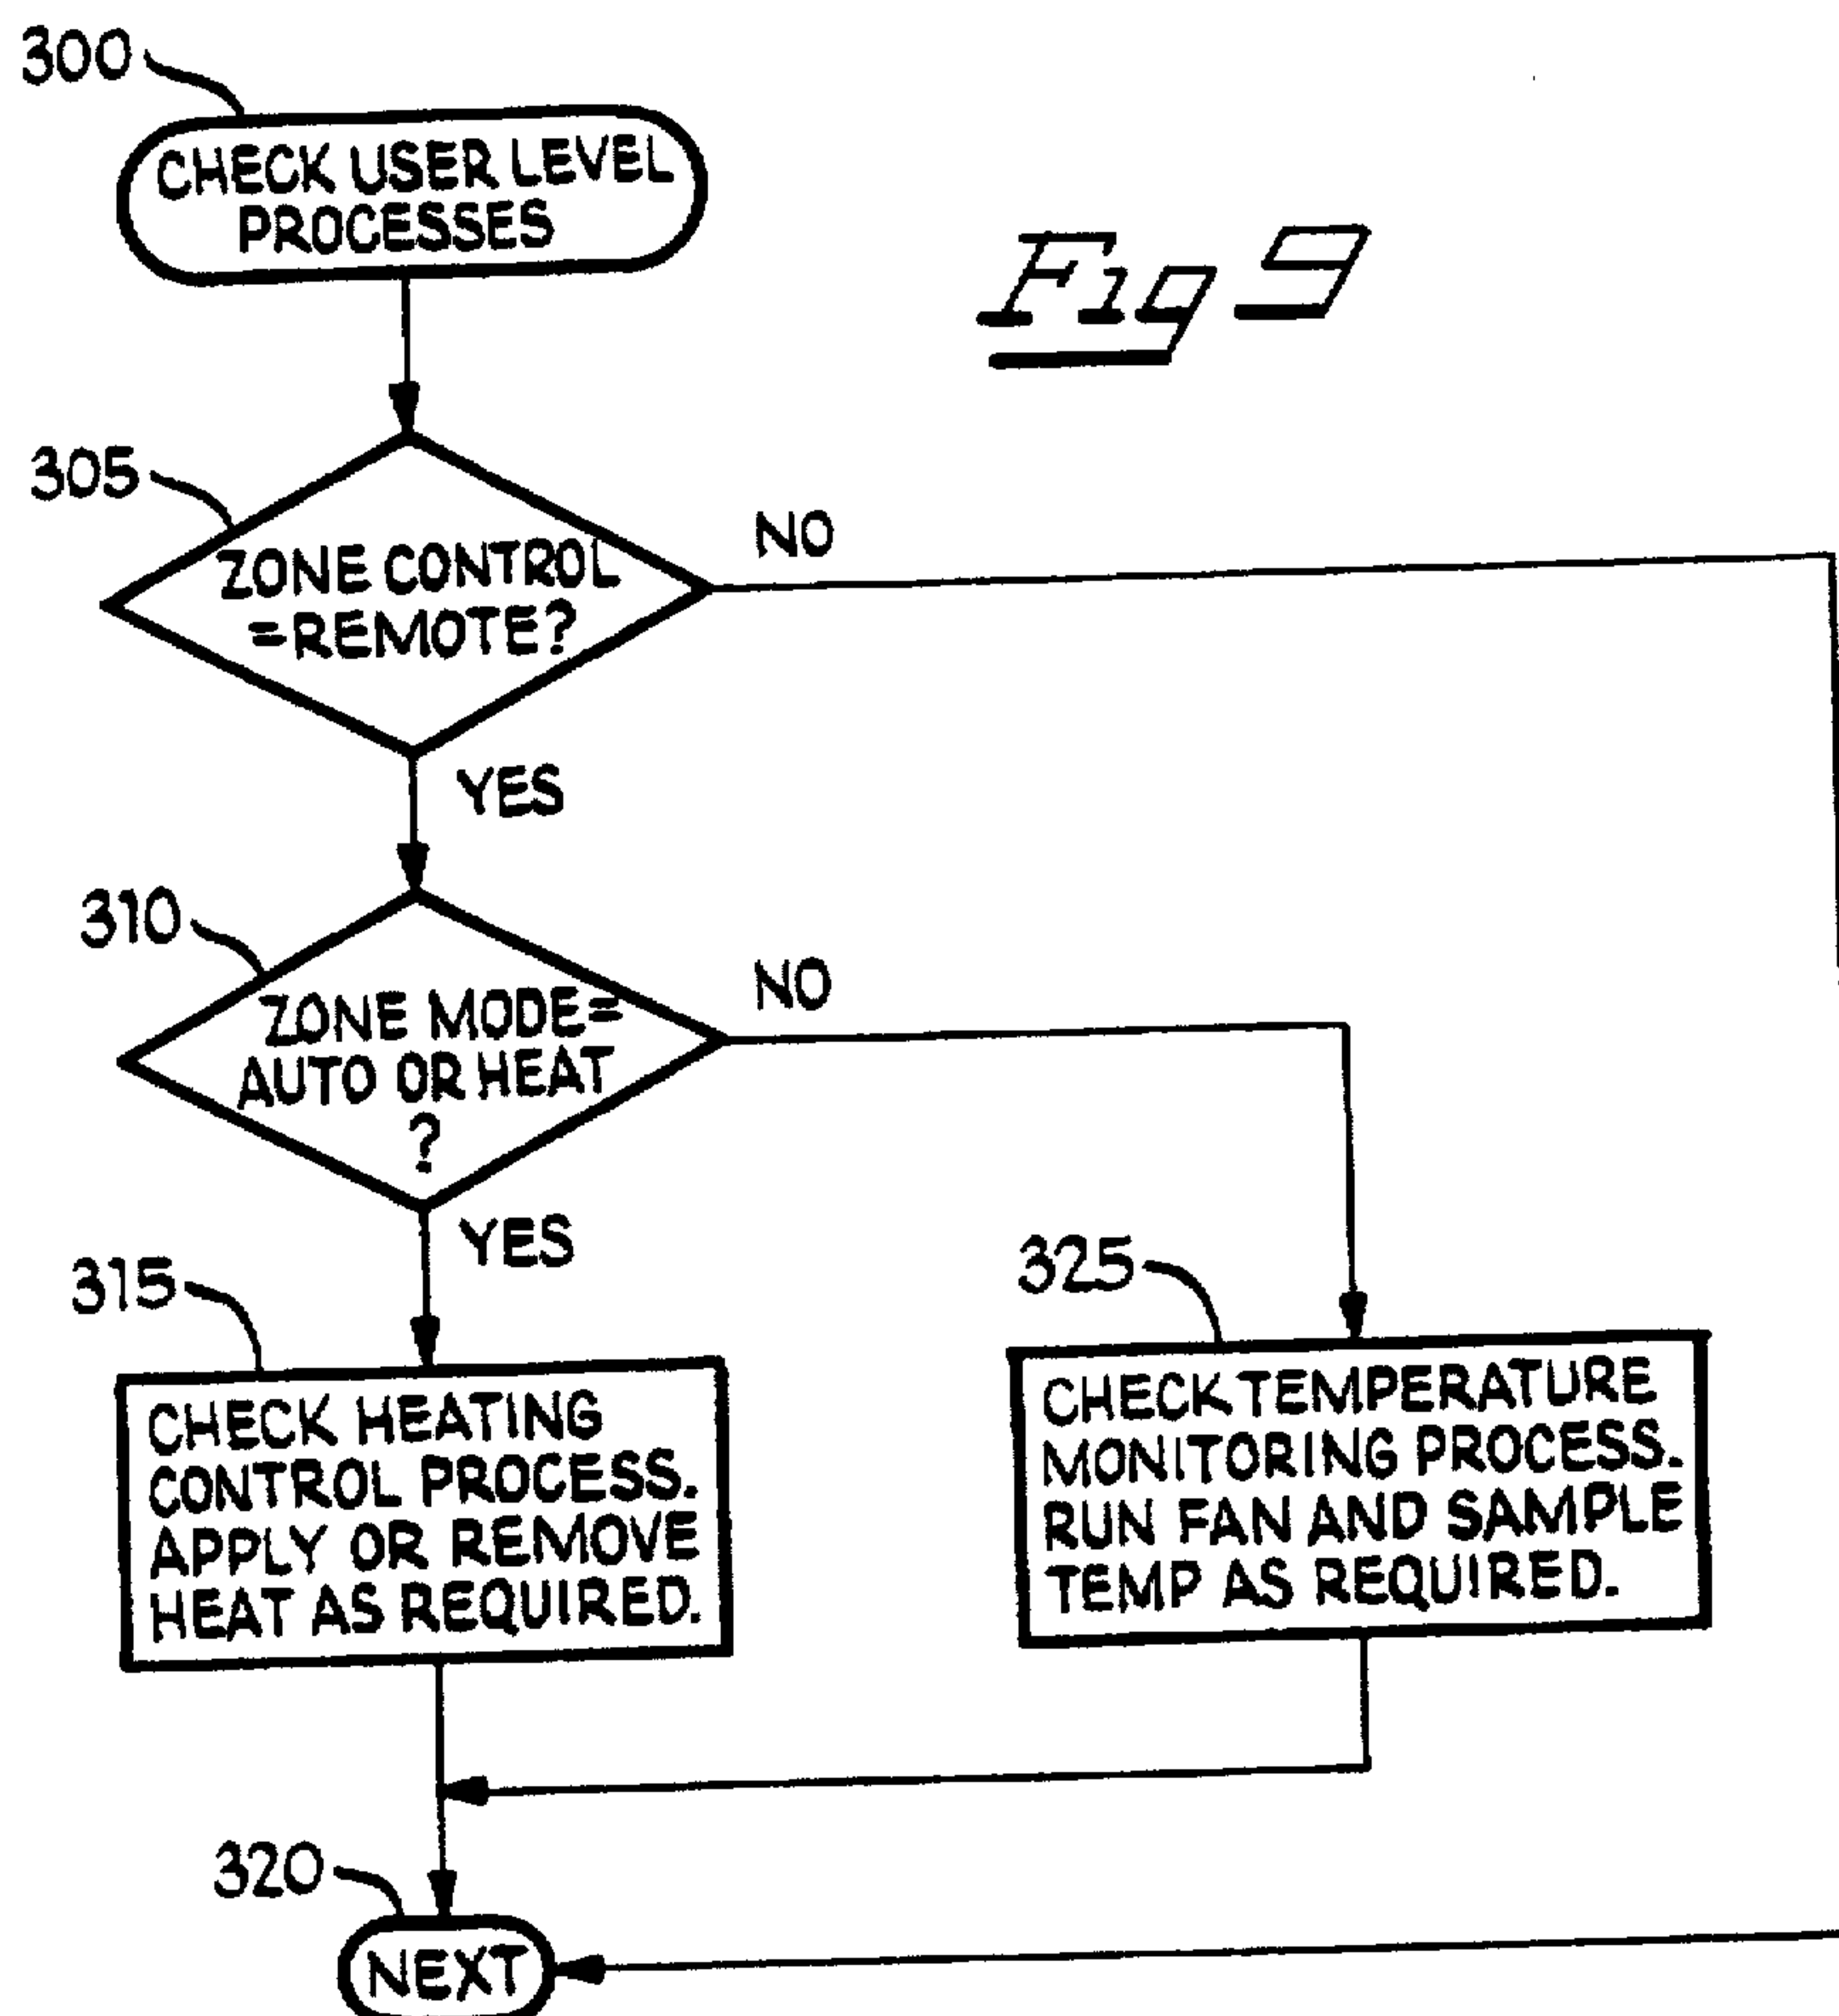 300
CHECK USER LEVEL
PROCESSES
Fig 9
305
ZONE CONTROL
=REMOTE?
NO
YES
310
ZONE MODE=
AUTO OR HEAT
?
NO
YES
315
CHECK HEATING
CONTROL PROCESS.
APPLY OR REMOVE
HEAT AS REQUIRED.
325
CHECK TEMPERATURE
MONITORING PROCESS.
RUN FAN AND SAMPLE
TEMP AS REQUIRED.
320
NEXT